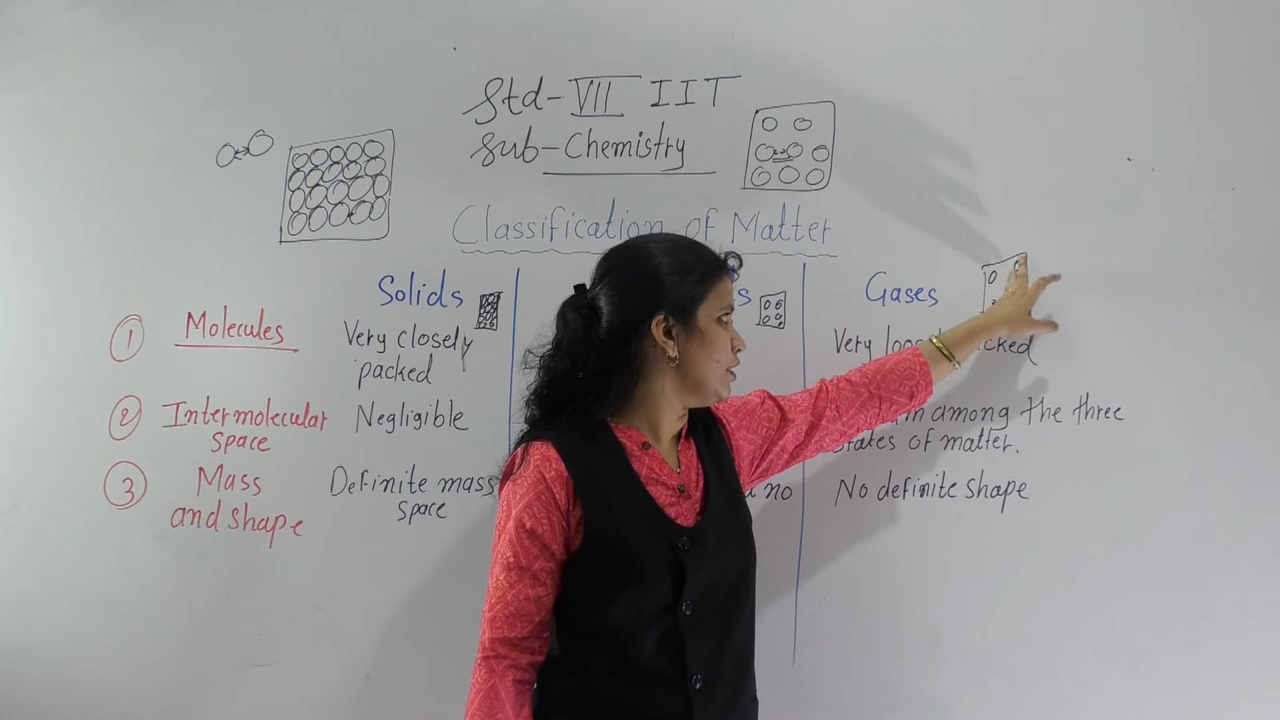 Std-VII IIT
Sub-Chemistry
Classification of Matter
Solids
Gases
① Molecules
Very closely
packed
Very
packed
② Intermolecular
space
Negligible
among the three
states of matter.
③ Mass
and shape
Definite mass
space
no
No definite shape